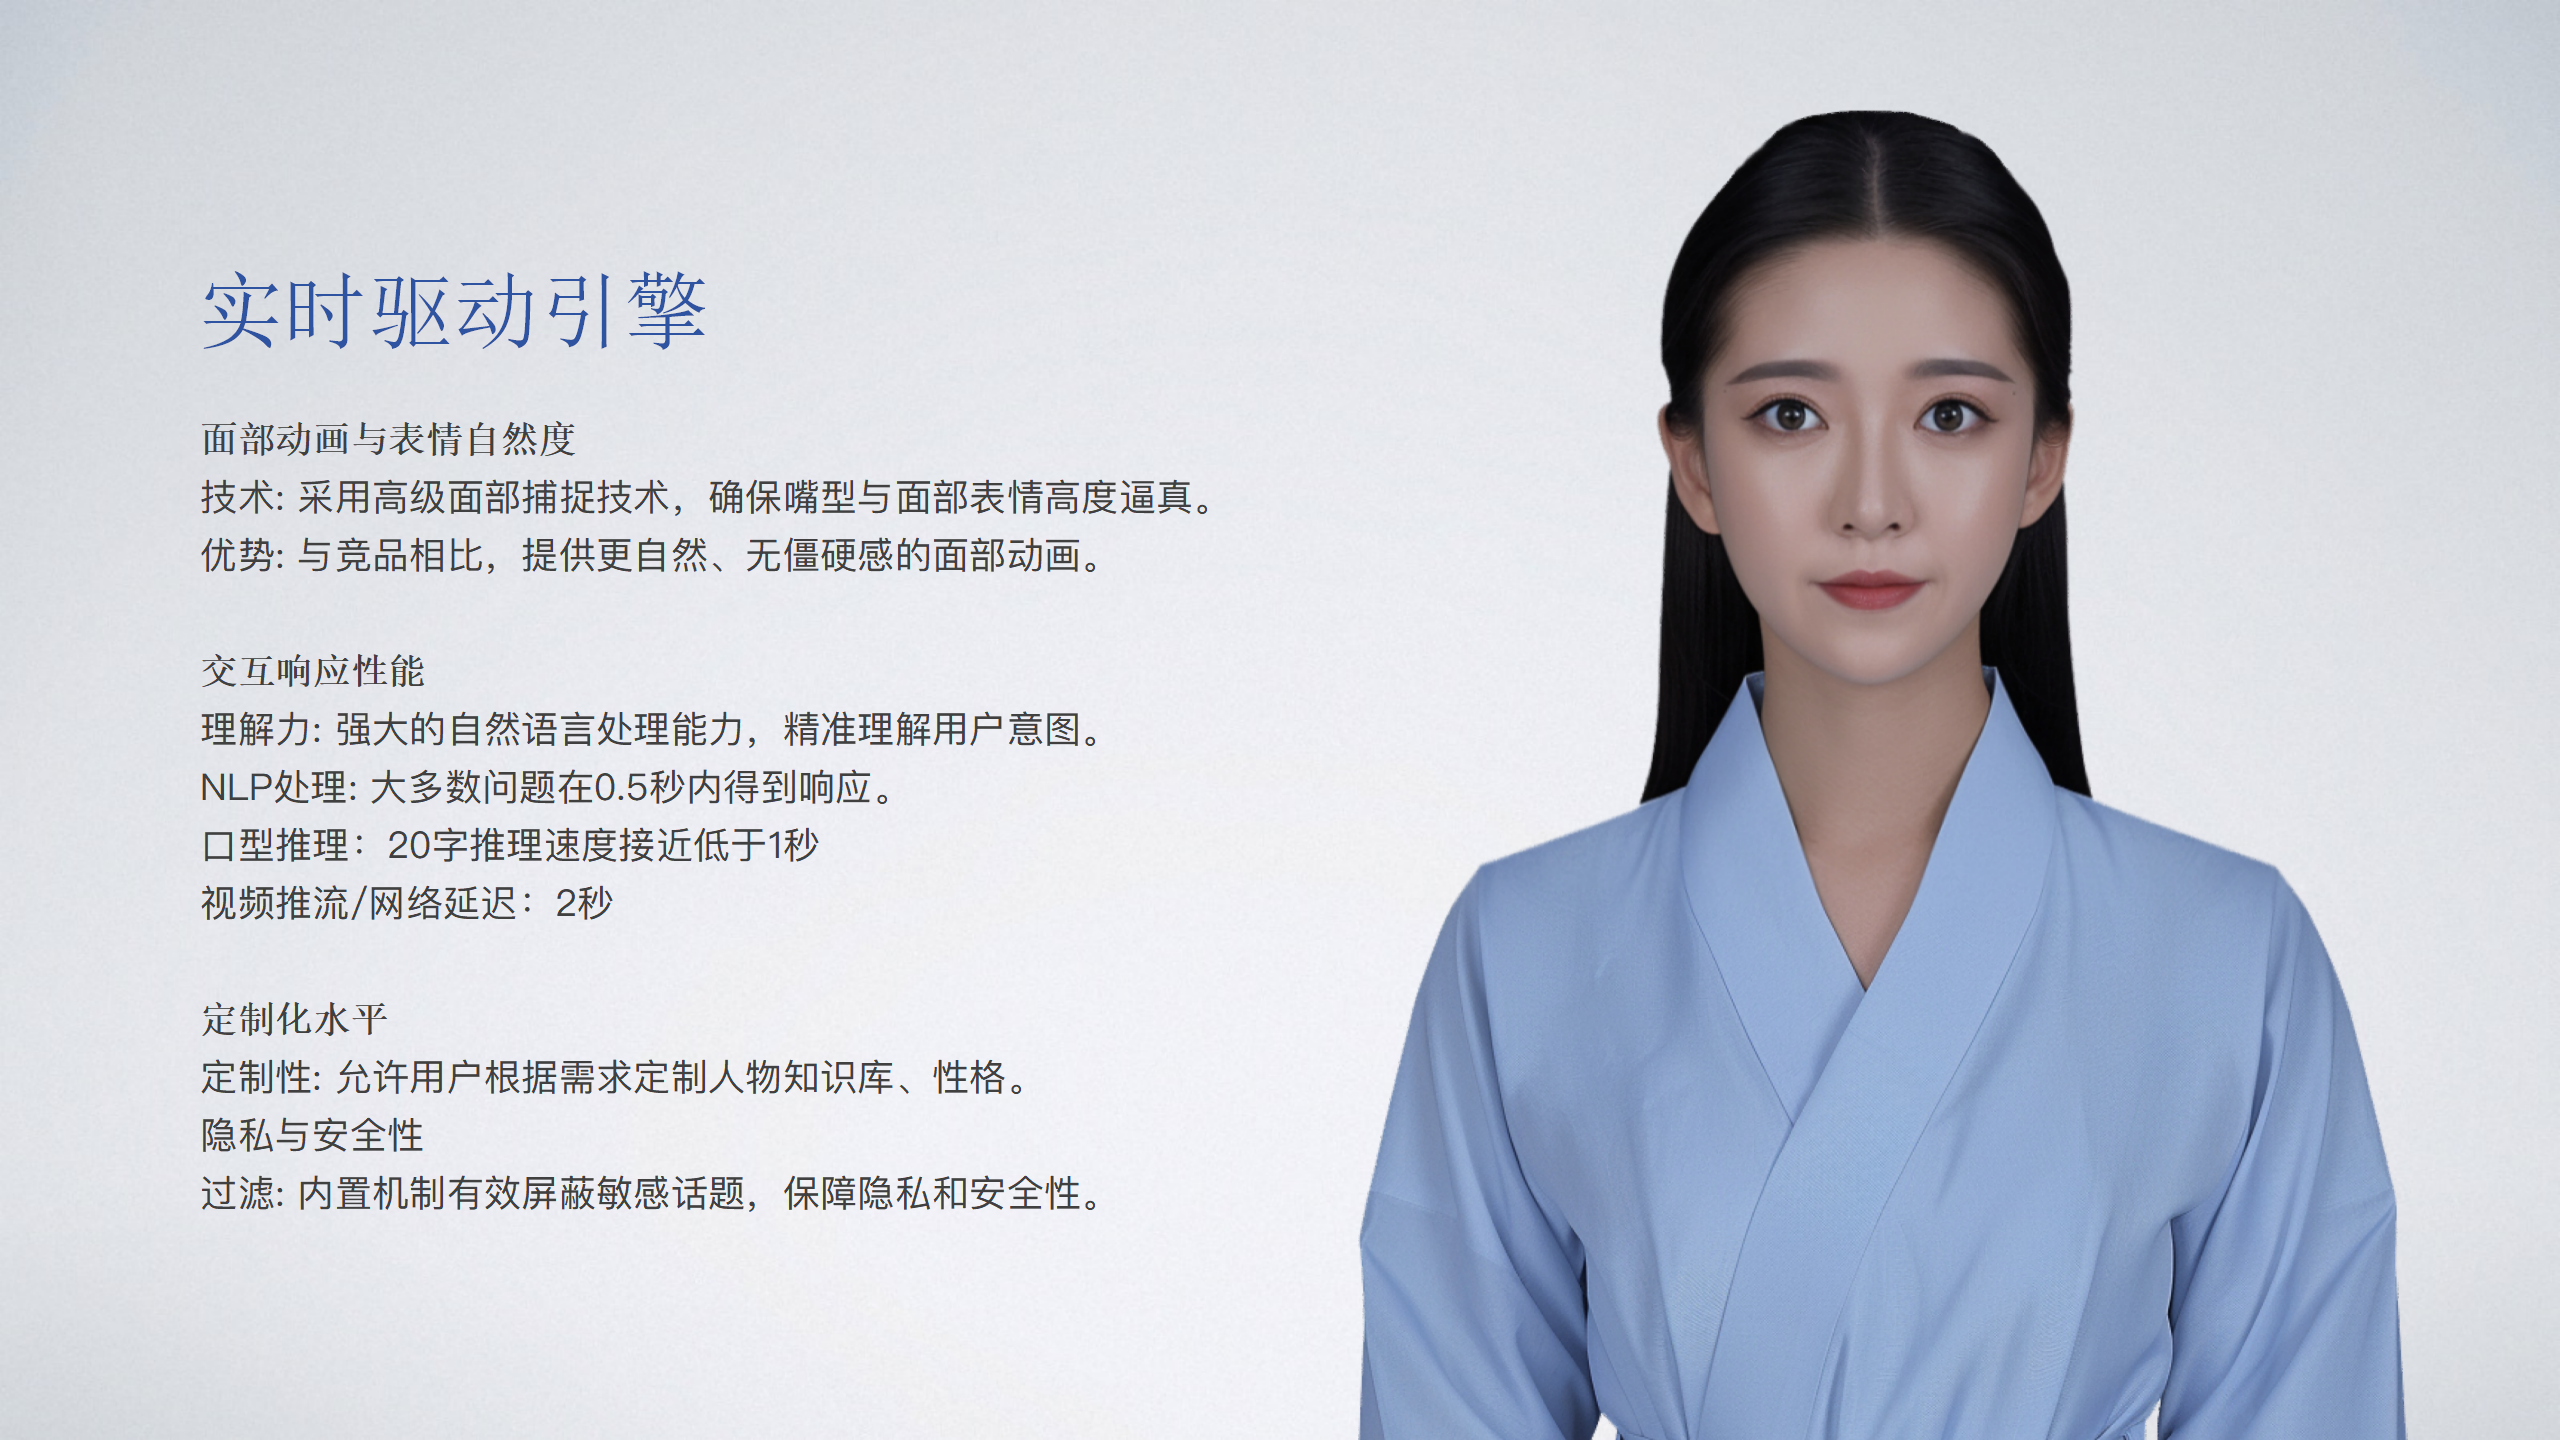 实时驱动引擎
面部动画与表情自然度
技术: 采用高级面部捕捉技术，确保嘴型与面部表情高度逼真。
优势: 与竞品相比，提供更自然、无僵硬感的面部动画。
交互响应性能
理解力: 强大的自然语言处理能力，精准理解用户意图。
NLP处理: 大多数问题在0.5秒内得到响应。
口型推理：20字推理速度接近低于1秒
视频推流/网络延迟：2秒
定制化水平
定制性: 允许用户根据需求定制人物知识库、性格。
隐私与安全性
过滤: 内置机制有效屏蔽敏感话题，保障隐私和安全性。